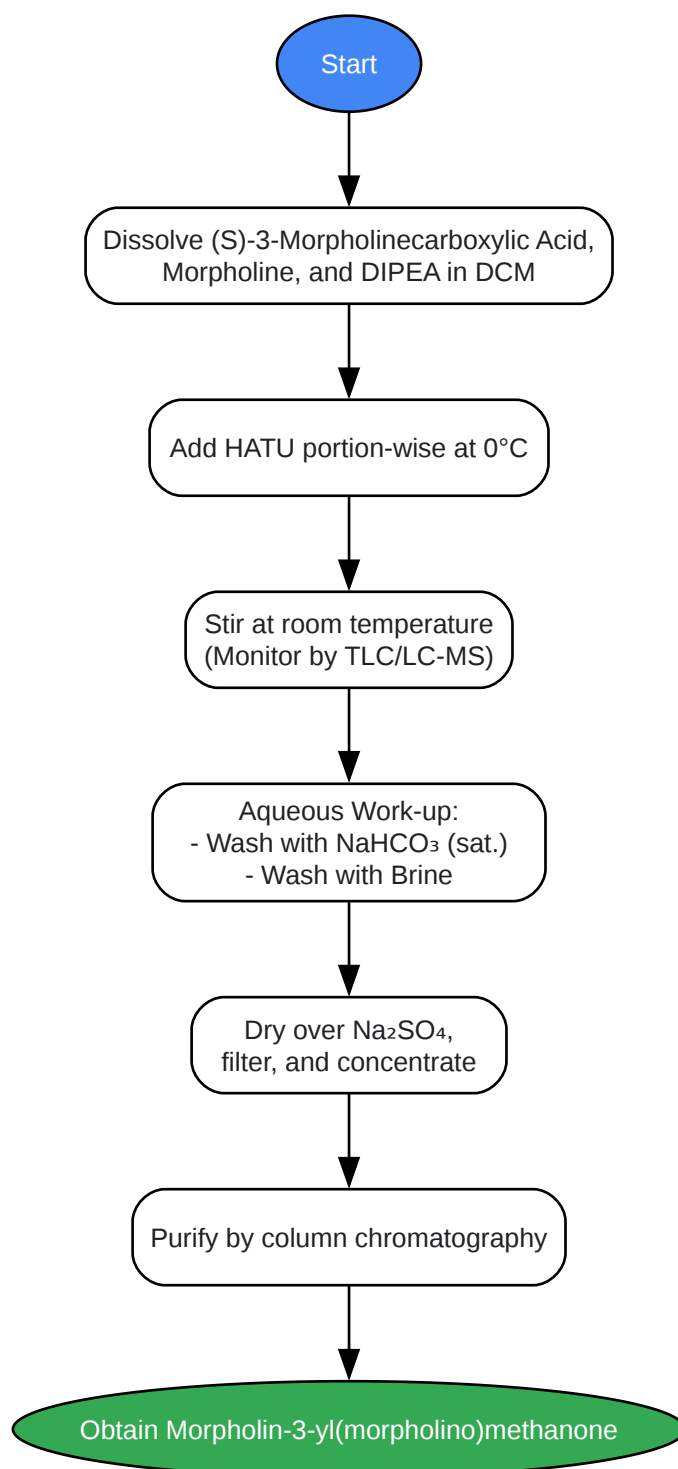 Start
Dissolve (S)-3-Morpholinecarboxylic Acid,
Morpholine, and DIPEA in DCM
Add HATU portion-wise at 0°C
Stir at room temperature
(Monitor by TLC/LC-MS)
Aqueous Work-up:
- Wash with NaHCO₃ (sat.)
- Wash with Brine
Dry over Na₂SO₄,
filter, and concentrate
Purify by column chromatography
Obtain Morpholin-3-yl(morpholino)methanone